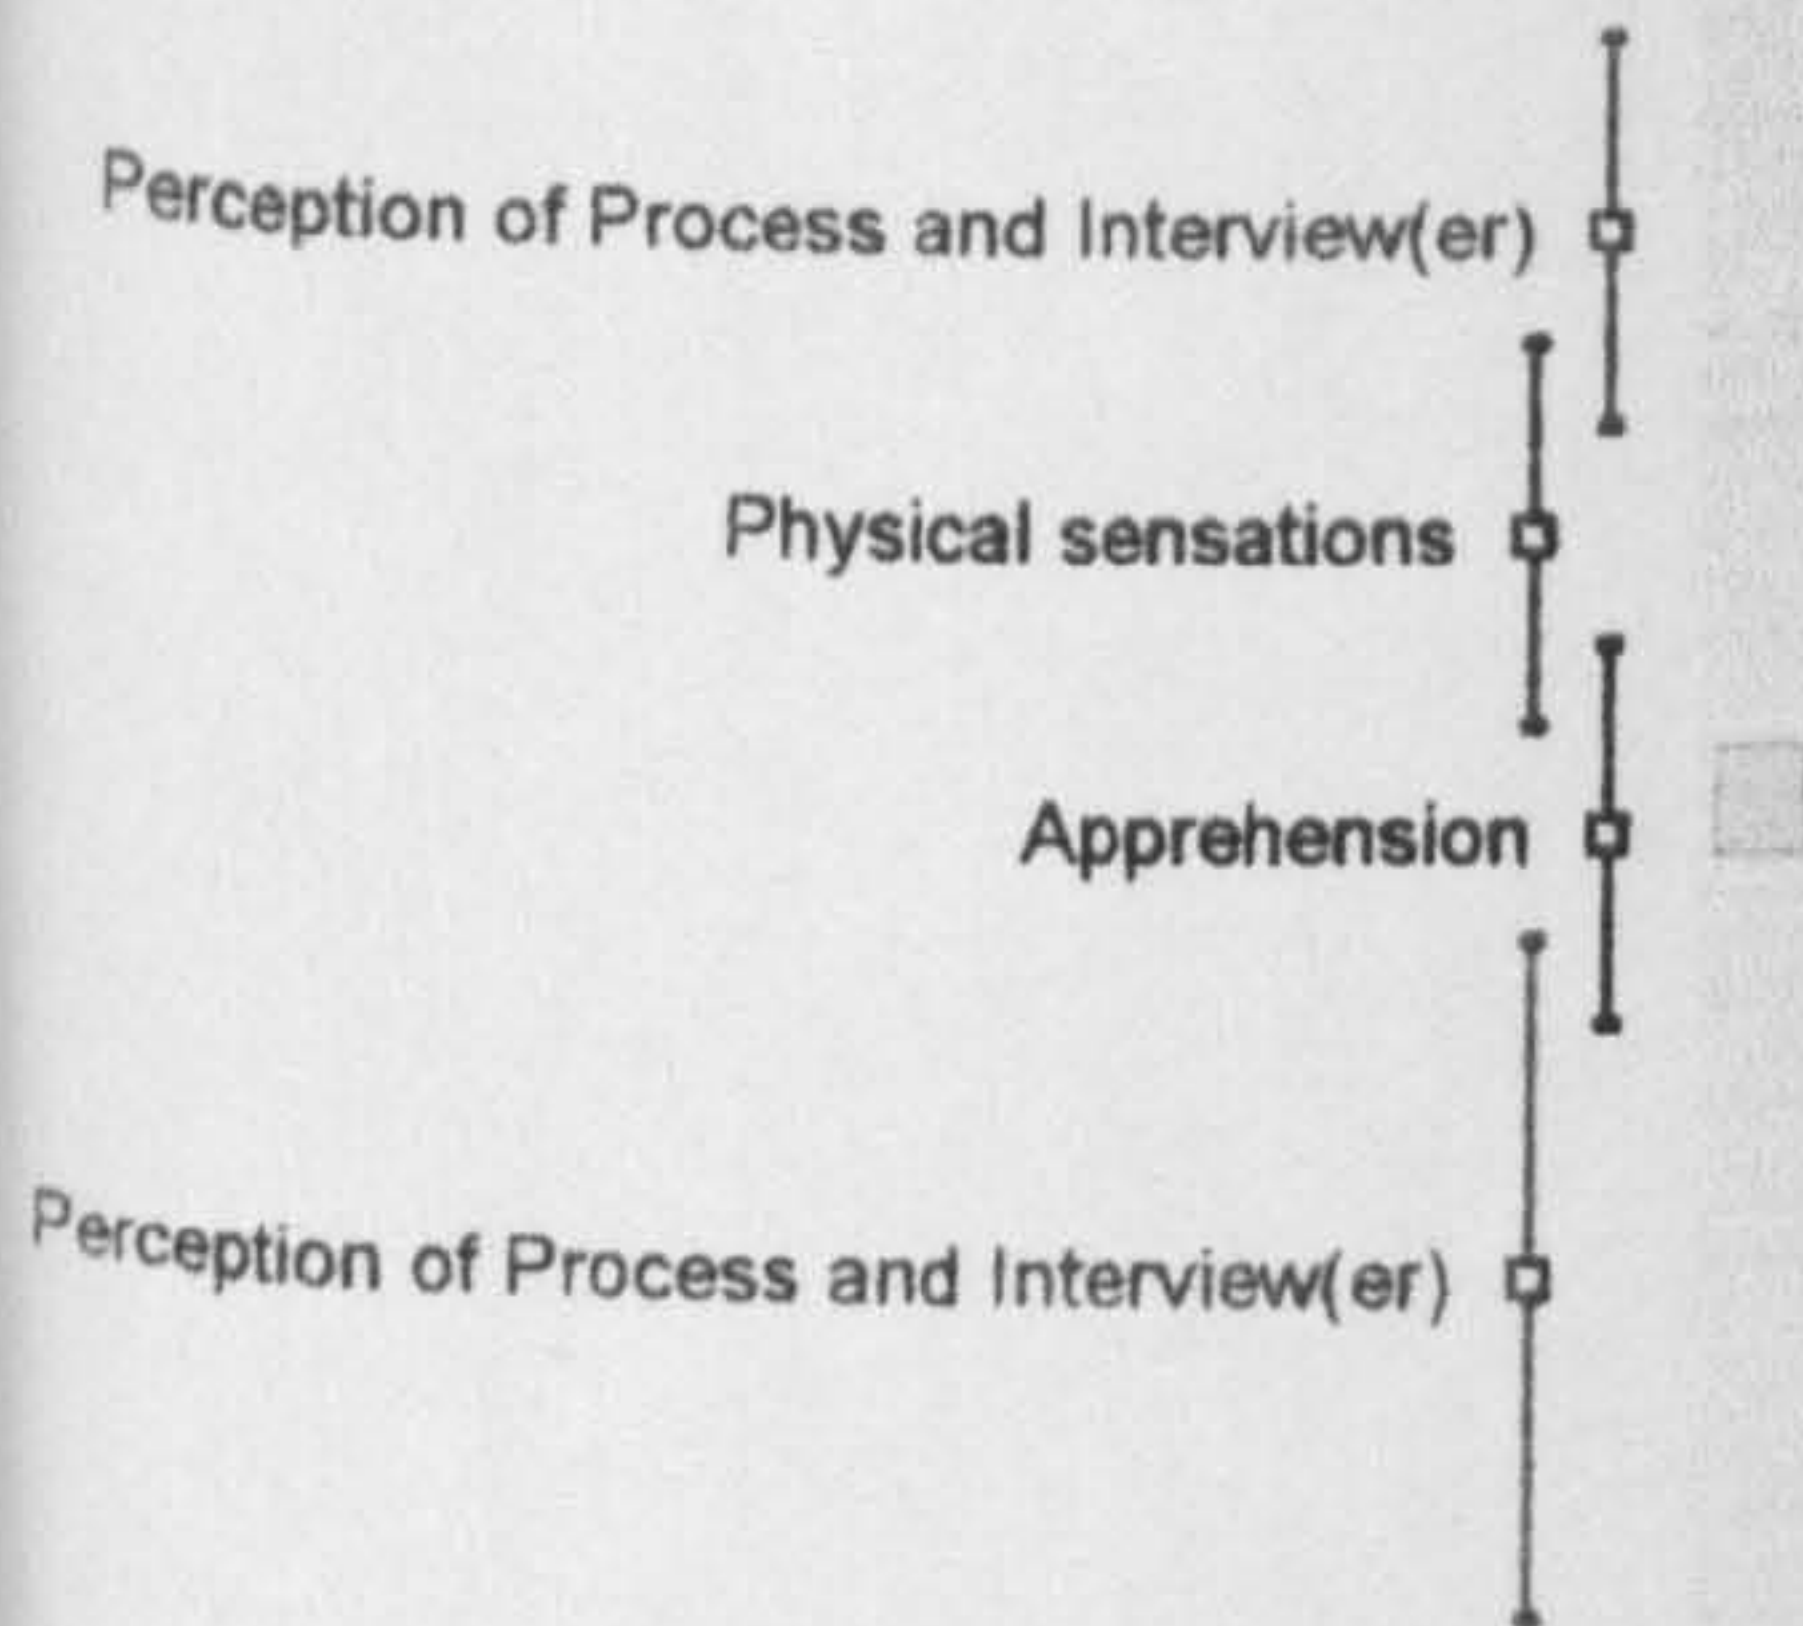 Perception of Process and Interview(er)
Physical sensations
Apprehension
Perception of Process and Interview(er)